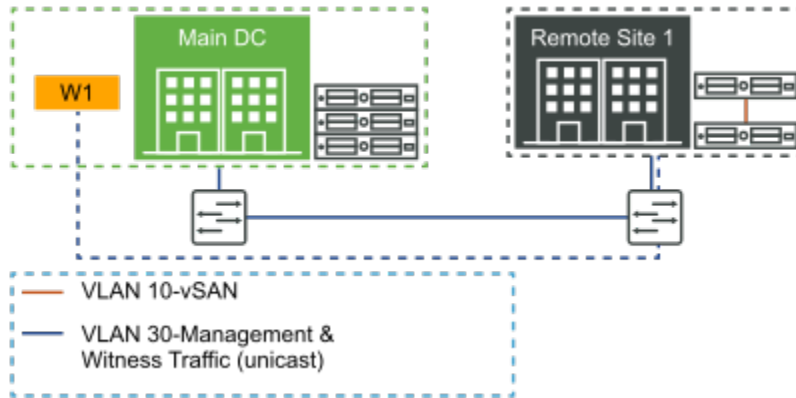 Main DC
Remote Site 1
W1
VLAN 10-vSAN
VLAN 30-Management &
Witness Traffic (unicast)